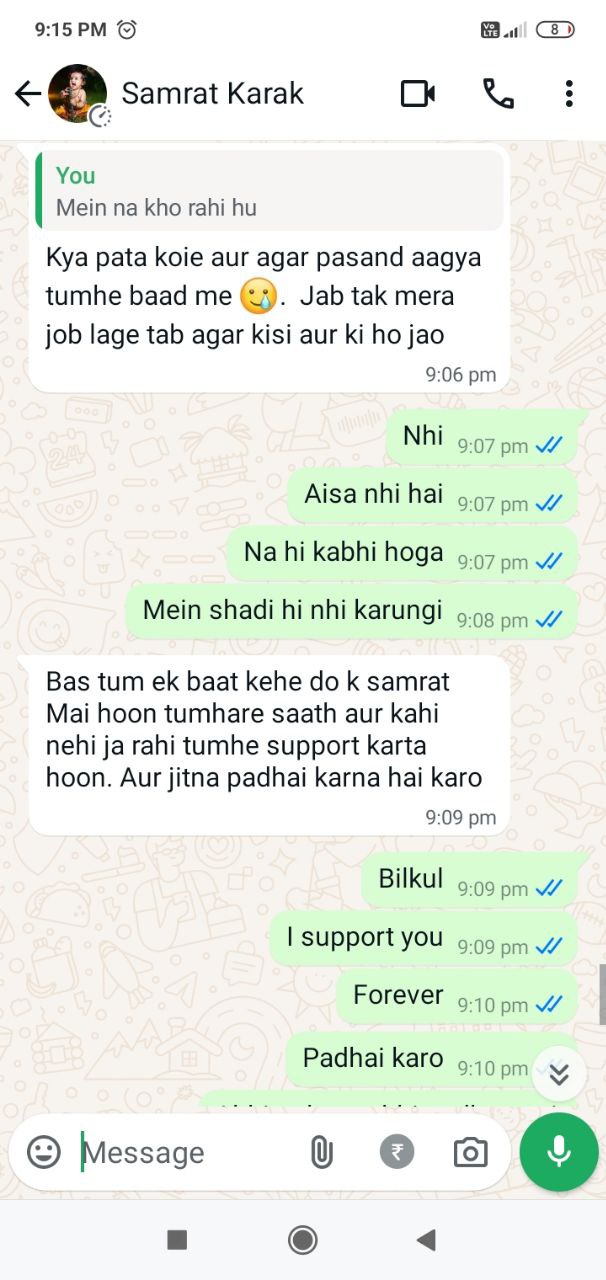 9:15 PM
Vo LTE
8
Samrat Karak
You
Mein na kho rahi hu
Kya pata koie aur agar pasand aagya
tumhe baad me 🥲. Jab tak mera
job lage tab agar kisi aur ki ho jao
9:06 pm
Nhi 9:07 pm
Aisa nhi hai 9:07 pm
Na hi kabhi hoga 9:07 pm
Mein shadi hi nhi karungi 9:08 pm
Bas tum ek baat kehe do k samrat
Mai hoon tumhare saath aur kahi
nehi ja rahi tumhe support karta
hoon. Aur jitna padhai karna hai karo
9:09 pm
Bilkul 9:09 pm
I support you 9:09 pm
Forever 9:10 pm
Padhai karo 9:10 pm
Message
₹